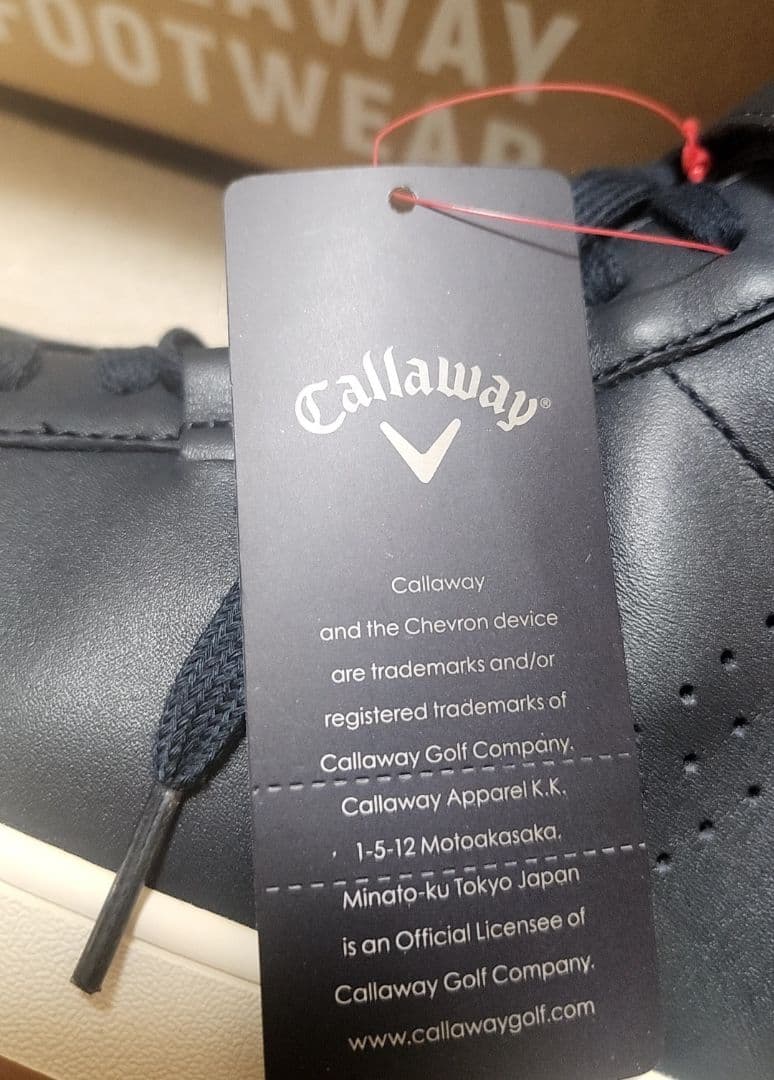 AWAY
FOOTWEAR
Callaway®
Callaway
and the Chevron device
are trademarks and/or
registered trademarks of
Callaway Golf Company.
Callaway Apparel K.K.
1-5-12 Motoakasaka.
Minato-ku Tokyo Japan
is an Official Licensee of
Callaway Golf Company.
www.callawaygolf.com